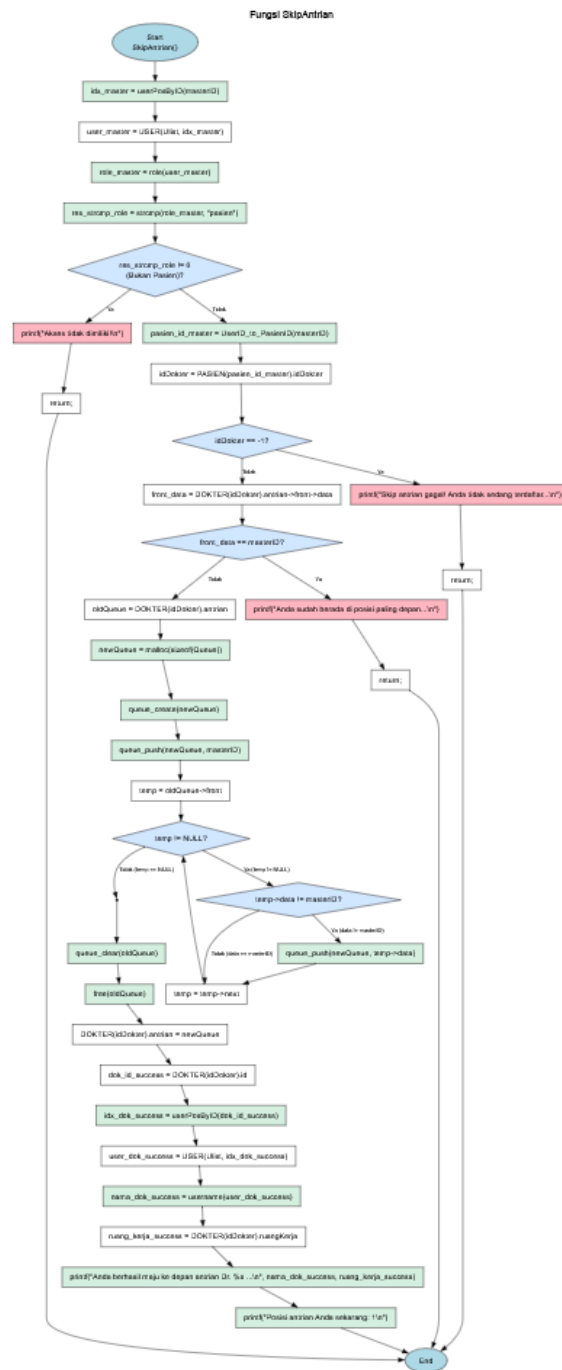 Fungsi SkipAntrian
Start
SkipAntrian()
idx_master = userPosByID(masterID)
user_master = USER(Ulist, idx_master)
role_master = role(user_master)
res_strcmp_role = strcmp(role_master, "pasien")
res_strcmp_role != 0
(Bukan Pasien)?
Ya
Tidak
printf("Akses tidak dimiliki!\n")
pasien_id_master = UserID_to_PasienID(masterID)
return;
idDokter = PASIEN(pasien_id_master).idDokter
idDokter == -1?
Tidak
Ya
front_data = DOKTER(idDokter).antrian->front->data
printf("Skip antrian gagal! Anda tidak sedang terdaftar...\n")
front_data == masterID?
return;
Tidak
Ya
oldQueue = DOKTER(idDokter).antrian
printf("Anda sudah berada di posisi paling depan...\n")
newQueue = malloc(sizeof(Queue))
return;
queue_create(newQueue)
queue_push(newQueue, masterID)
temp = oldQueue->front
temp != NULL?
Tidak (temp == NULL)
Ya (temp != NULL)
temp->data != masterID?
Ya (data != masterID)
Tidak (data == masterID)
queue_clear(oldQueue)
queue_push(newQueue, temp->data)
free(oldQueue)
temp = temp->next
DOKTER(idDokter).antrian = newQueue
dok_id_success = DOKTER(idDokter).id
idx_dok_success = userPosByID(dok_id_success)
user_dok_success = USER(Ulist, idx_dok_success)
nama_dok_success = username(user_dok_success)
ruang_kerja_success = DOKTER(idDokter).ruangKerja
printf("Anda berhasil maju ke depan antrian Dr. %s ...\n", nama_dok_success, ruang_kerja_success)
printf("Posisi antrian Anda sekarang: 1\n")
End